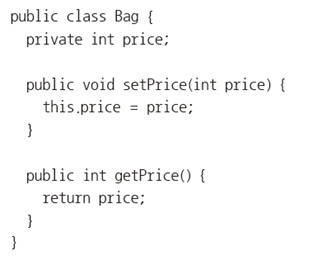 public class Bag {
  private int price;

  public void setPrice(int price) {
    this.price = price;
  }

  public int getPrice() {
    return price;
  }
}